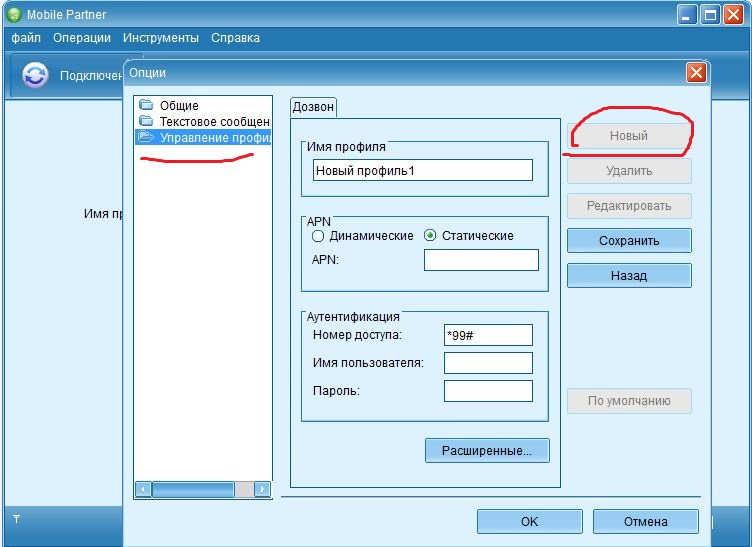 Mobile Partner
файл Операции Инструменты Справка
Подключен
Опции
Общие
Текстовое сообщен
Управление профи
Имя пр
Дозвон
Имя профиля
Новый профиль1
APN
Динамические Статические
APN:
Аутентификация
Номер доступа: *99#
Имя пользователя:
Пароль:
Расширенные...
Новый
Удалить
Редактировать
Сохранить
Назад
По умолчанию
OK Отмена